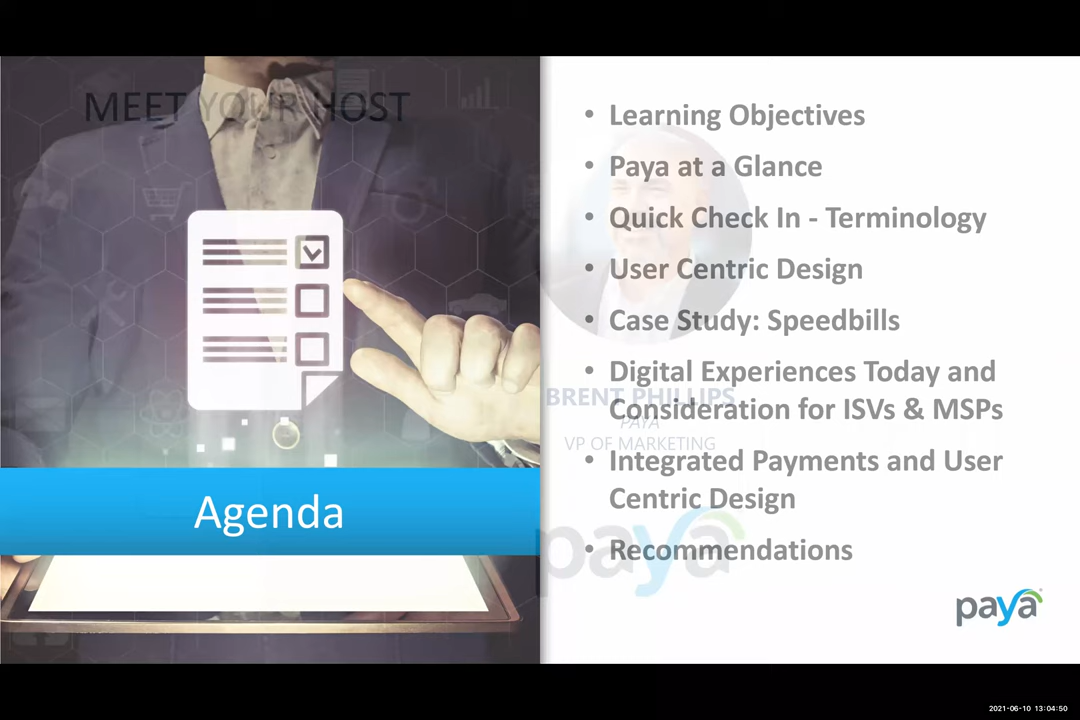 MEET YOUR HOST
Agenda
• Learning Objectives
• Paya at a Glance
• Quick Check In - Terminology
• User Centric Design
• Case Study: Speedbills
• Digital Experiences Today and
Consideration for ISVs & MSPs
BRENT PHILLIPS
PAYA
VP OF MARKETING
• Integrated Payments and User
Centric Design
• Recommendations
paya
paya
2021-06-10 13:04:50